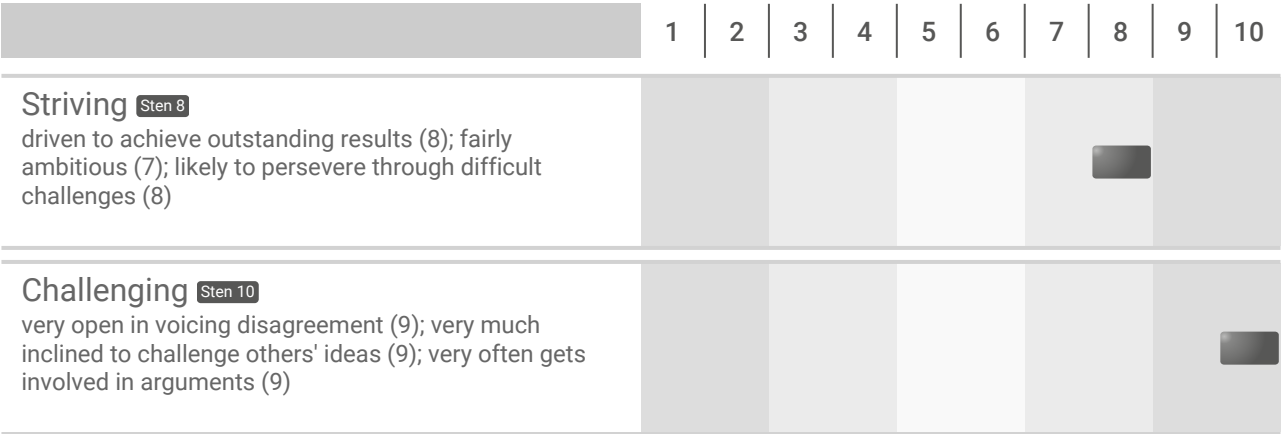 1 2 3 4 5 6 7 8 9 10
Striving Sten 8
driven to achieve outstanding results (8); fairly
ambitious (7); likely to persevere through difficult
challenges (8)
Challenging Sten 10
very open in voicing disagreement (9); very much
inclined to challenge others' ideas (9); very often gets
involved in arguments (9)